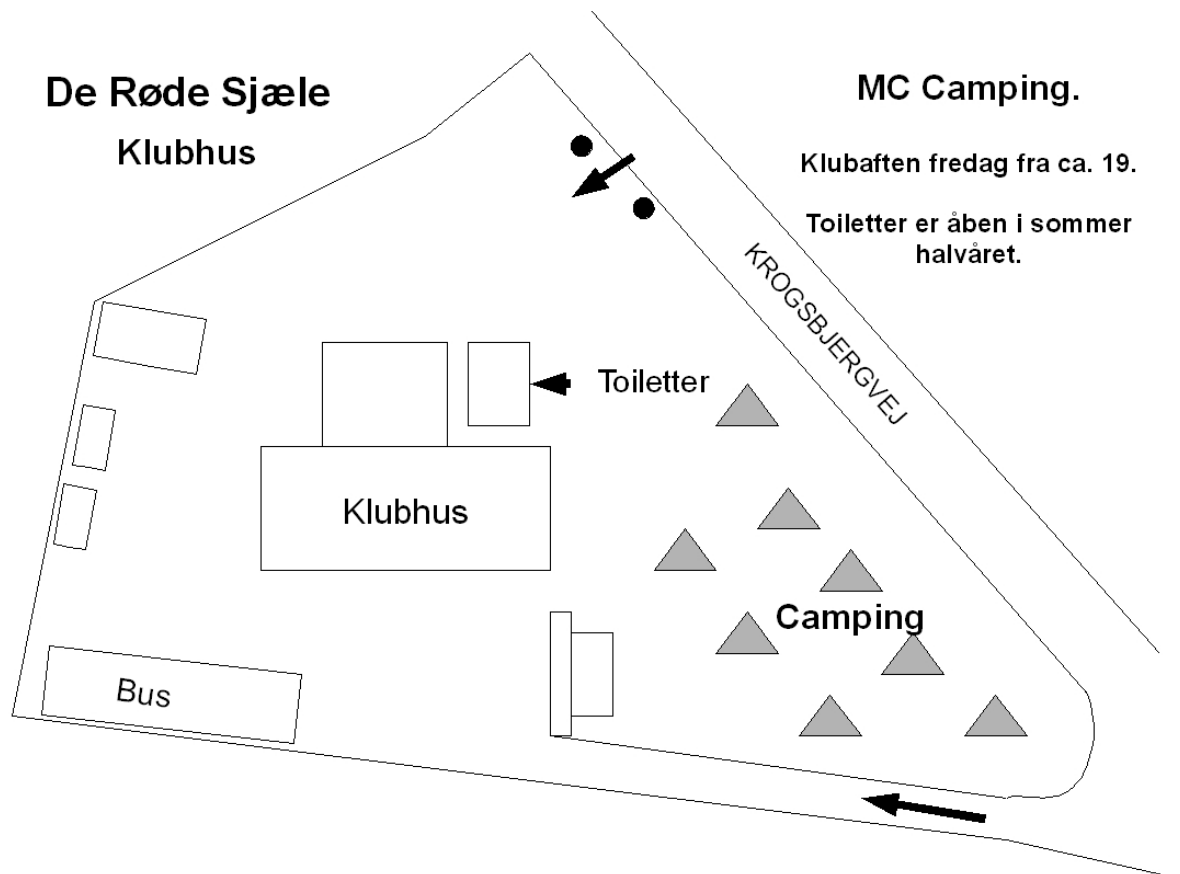 De Røde Sjæle
Klubhus
MC Camping.
Klubaften fredag fra ca. 19.
Toiletter er åben i sommer
halvåret.
KROGSBJERGVEJ
Toiletter
Klubhus
Camping
Bus